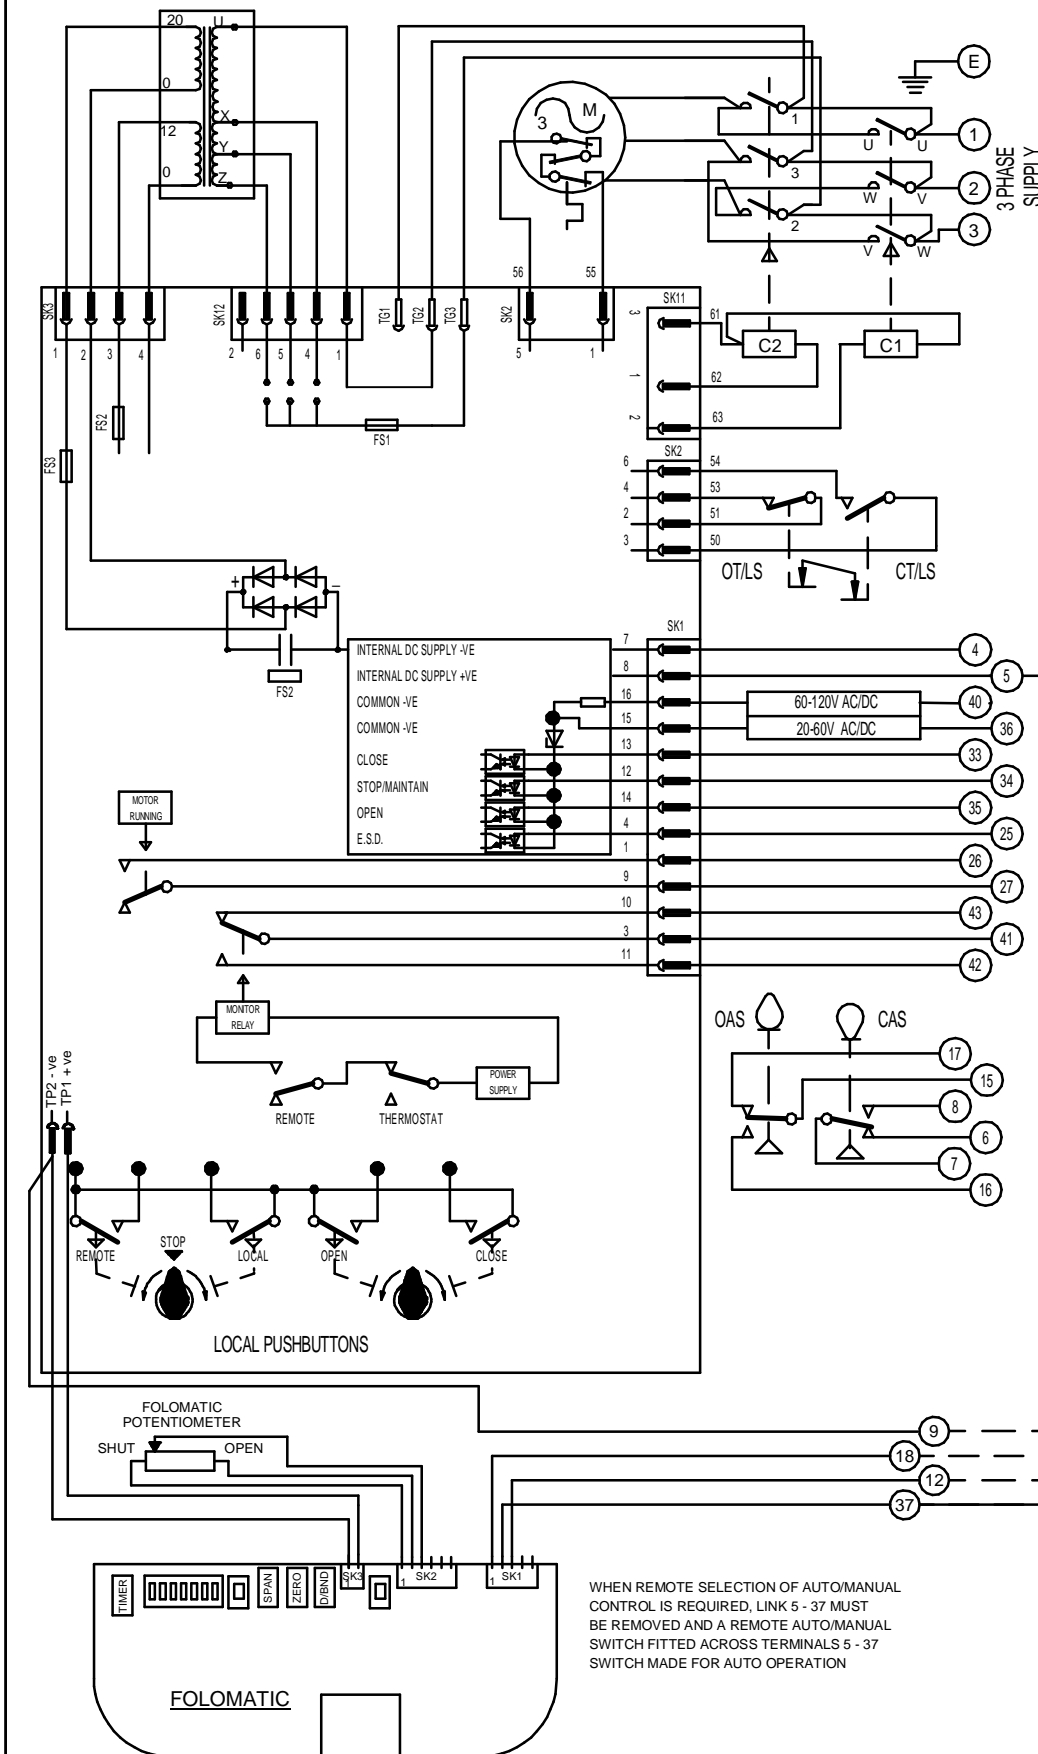 20 U
E
3 M
0
X
12
Y
0
Z
1
3
2
U U
W V
V W
1
2
3
3 PHASE
SUPPLY
56 55
SK3
SK12
TG1
TG2
TG3
SK2
SK11
1 2 3 4
2 6 5 4 1
5 1
3 61
C2 C1
1 62
2 63
FS2
FS1
FS3
SK2
6 54
4 53
2 51
3 50
OT/LS CT/LS
+ –
FS2
SK1
INTERNAL DC SUPPLY -VE 7 4
INTERNAL DC SUPPLY +VE 8 5
COMMON -VE 16 60-120V AC/DC 40
COMMON -VE 15 20-60V AC/DC 36
CLOSE 13 33
STOP/MAINTAIN 12 34
OPEN 14 35
E.S.D. 4 25
1 26
9 27
10 43
3 41
11 42
MOTOR
RUNNING
MONITOR
RELAY
POWER
SUPPLY
REMOTE THERMOSTAT
OAS CAS
17
15
8
6
7
16
TP2 - ve
TP1 + ve
REMOTE STOP LOCAL OPEN CLOSE
LOCAL PUSHBUTTONS
FOLOMATIC
POTENTIOMETER
SHUT OPEN
9
18
12
37
TIMER
SPAN
ZERO
D/BND
SK3
1
SK2
1
SK1
1
FOLOMATIC
WHEN REMOTE SELECTION OF AUTO/MANUAL
CONTROL IS REQUIRED, LINK 5 - 37 MUST
BE REMOVED AND A REMOTE AUTO/MANUAL
SWITCH FITTED ACROSS TERMINALS 5 - 37
SWITCH MADE FOR AUTO OPERATION